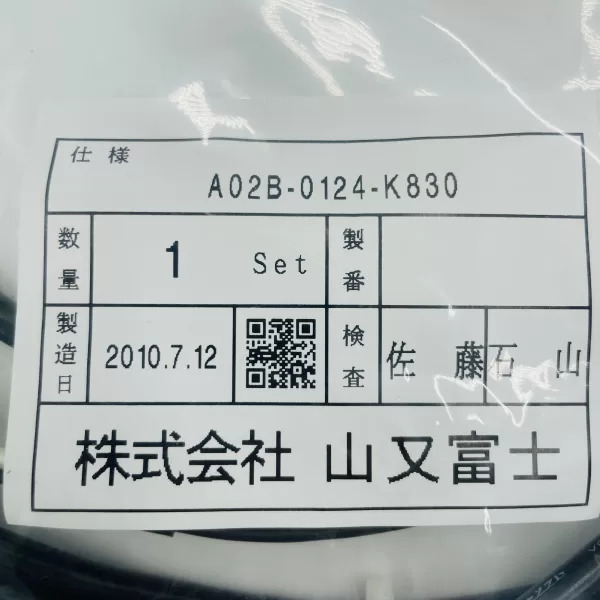 仕様
A02B-0124-K830
数量 1 Set 製番
製造日 2010.7.12 検査 佐藤 石山
株式会社 山又富士